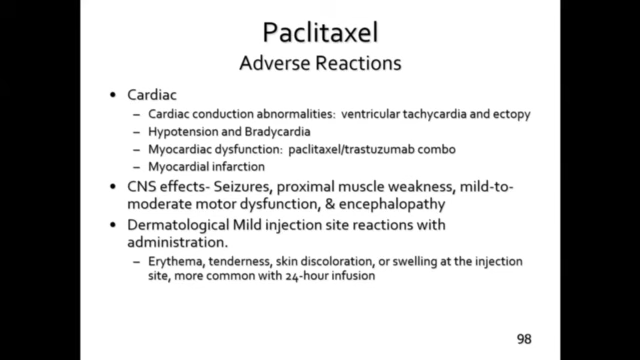 Paclitaxel
Adverse Reactions
• Cardiac
– Cardiac conduction abnormalities: ventricular tachycardia and ectopy
– Hypotension and Bradycardia
– Myocardiac dysfunction: paclitaxel/trastuzumab combo
– Myocardial infarction
• CNS effects- Seizures, proximal muscle weakness, mild-to-
moderate motor dysfunction, & encephalopathy
• Dermatological Mild injection site reactions with
administration.
– Erythema, tenderness, skin discoloration, or swelling at the injection
site, more common with 24-hour infusion
98